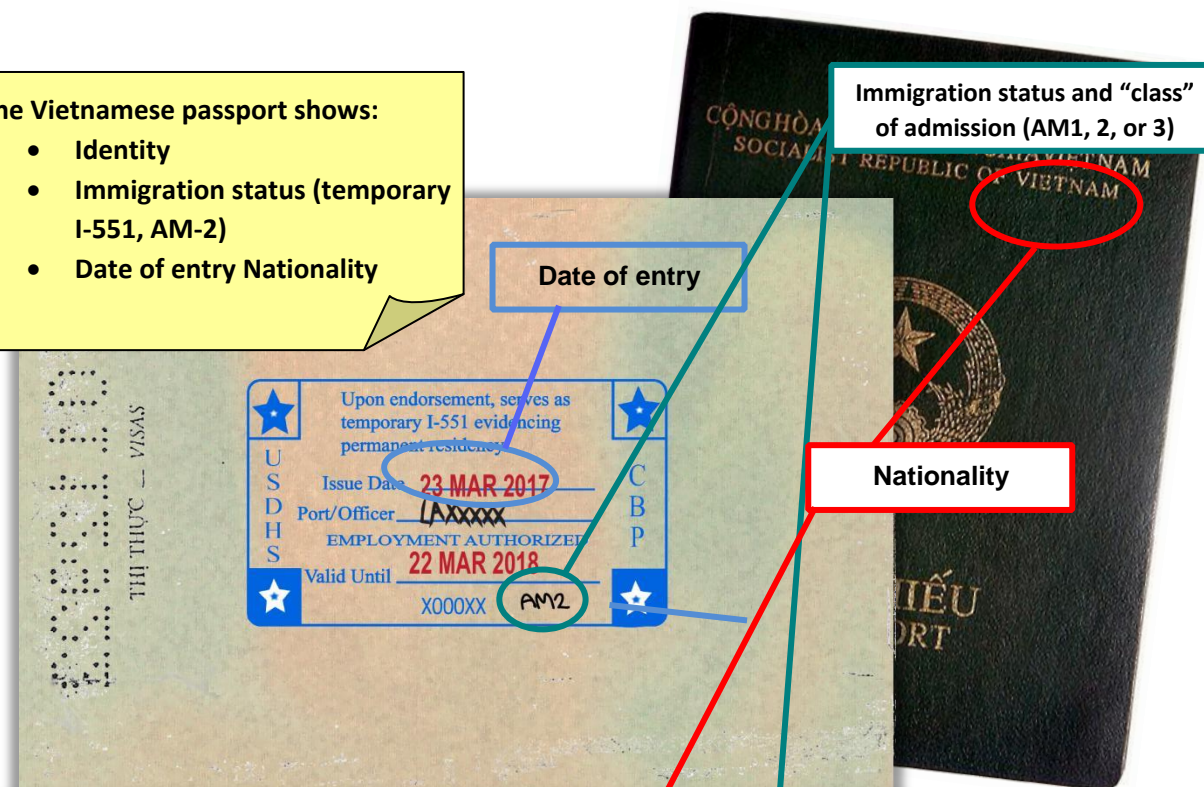 Vietnamese passport shows:
• Identity
• Immigration status (temporary
I-551, AM-2)
• Date of entry Nationality
Immigration status and “class”
of admission (AM1, 2, or 3)
CỘNG HÒA VIỆT NAM
SOCIALIST REPUBLIC OF VIETNAM
Date of entry
Nationality
THỊ THỰC — VISAS
Upon endorsement, serves as
temporary I-551 evidencing
permanent residency
USDHS
CBP
Issue Date 23 MAR 2017
Port/Officer LAXXXXX
EMPLOYMENT AUTHORIZED
Valid Until 22 MAR 2018
X000XX AM2